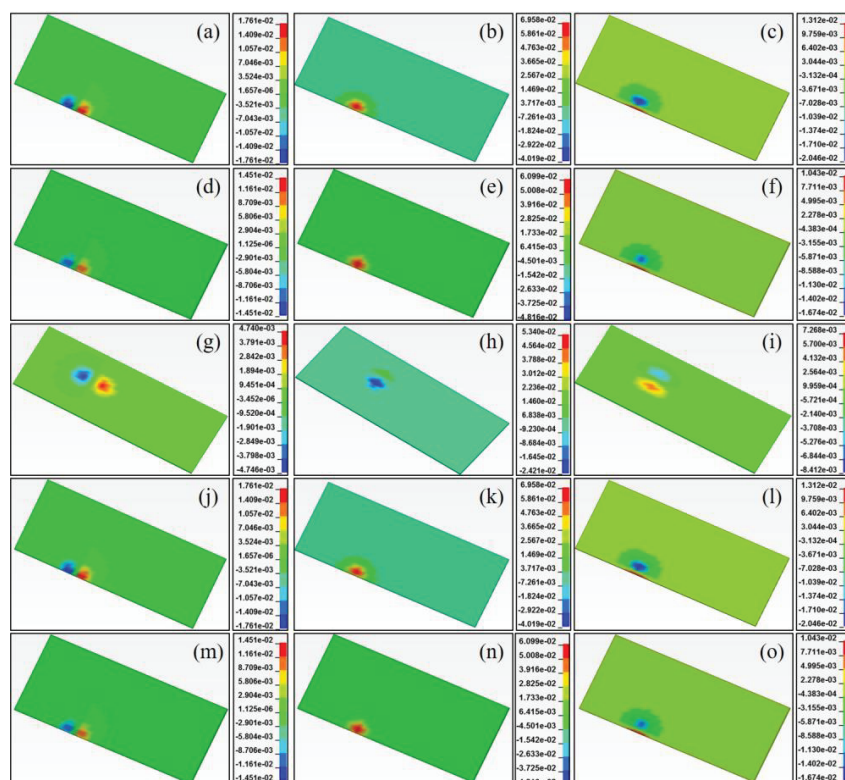 (a)
1.761e-02
1.409e-02
1.057e-02
7.046e-03
3.524e-03
1.657e-06
-3.521e-03
-7.043e-03
-1.057e-02
-1.409e-02
-1.761e-02
(b)
6.958e-02
5.861e-02
4.763e-02
3.665e-02
2.567e-02
1.469e-02
3.717e-03
-7.261e-03
-1.824e-02
-2.922e-02
-4.019e-02
(c)
1.312e-02
9.759e-03
6.402e-03
3.044e-03
-3.132e-04
-3.671e-03
-7.028e-03
-1.039e-02
-1.374e-02
-1.710e-02
-2.046e-02
(d)
1.451e-02
1.161e-02
8.709e-03
5.806e-03
2.904e-03
1.125e-06
-2.901e-03
-5.804e-03
-8.706e-03
-1.161e-02
-1.451e-02
(e)
6.099e-02
5.008e-02
3.916e-02
2.825e-02
1.733e-02
6.415e-03
-4.501e-03
-1.542e-02
-2.633e-02
-3.725e-02
-4.816e-02
(f)
1.043e-02
7.711e-03
4.995e-03
2.278e-03
-4.383e-04
-3.155e-03
-5.871e-03
-8.588e-03
-1.130e-02
-1.402e-02
-1.674e-02
(g)
4.740e-03
3.791e-03
2.842e-03
1.894e-03
9.451e-04
-3.452e-06
-9.520e-04
-1.901e-03
-2.849e-03
-3.798e-03
-4.746e-03
(h)
5.340e-02
4.564e-02
3.788e-02
3.012e-02
2.236e-02
1.460e-02
6.838e-03
-9.230e-04
-8.684e-03
-1.645e-02
-2.421e-02
(i)
7.268e-03
5.700e-03
4.132e-03
2.564e-03
9.959e-04
-5.721e-04
-2.140e-03
-3.708e-03
-5.276e-03
-6.844e-03
-8.412e-03
(j)
1.761e-02
1.409e-02
1.057e-02
7.046e-03
3.524e-03
1.657e-06
-3.521e-03
-7.043e-03
-1.057e-02
-1.409e-02
-1.761e-02
(k)
6.958e-02
5.861e-02
4.763e-02
3.665e-02
2.567e-02
1.469e-02
3.717e-03
-7.261e-03
-1.824e-02
-2.922e-02
-4.019e-02
(l)
1.312e-02
9.759e-03
6.402e-03
3.044e-03
-3.132e-04
-3.671e-03
-7.028e-03
-1.039e-02
-1.374e-02
-1.710e-02
-2.046e-02
(m)
1.451e-02
1.161e-02
8.709e-03
5.806e-03
2.904e-03
1.125e-06
-2.901e-03
-5.804e-03
-8.706e-03
-1.161e-02
-1.451e-02
(n)
6.099e-02
5.008e-02
3.916e-02
2.825e-02
1.733e-02
6.415e-03
-4.501e-03
-1.542e-02
-2.633e-02
-3.725e-02
(o)
1.043e-02
7.711e-03
4.995e-03
2.278e-03
-4.383e-04
-3.155e-03
-5.871e-03
-8.588e-03
-1.130e-02
-1.402e-02
-1.674e-02